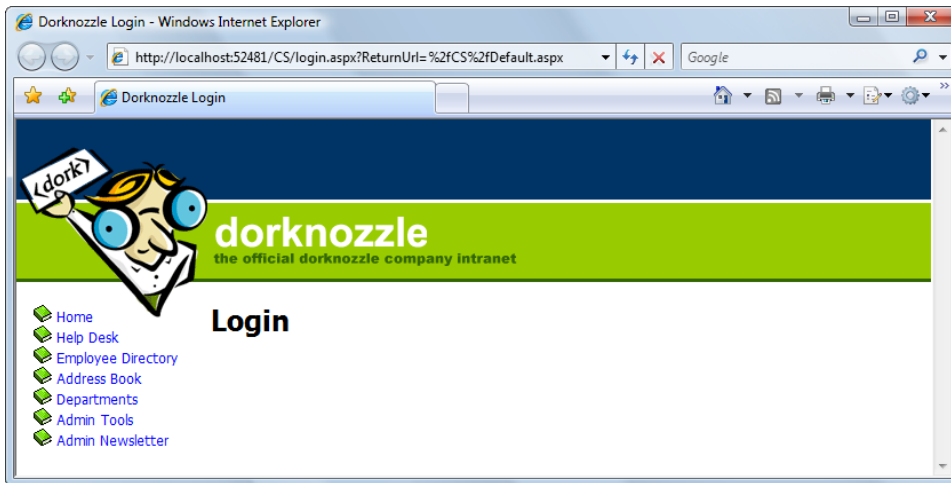 Dorknozzle Login - Windows Internet Explorer
http://localhost:52481/CS/login.aspx?ReturnUrl=%2fCS%2fDefault.aspx
Google
Dorknozzle Login
<dork>
dorknozzle
the official dorknozzle company intranet
Login
Home
Help Desk
Employee Directory
Address Book
Departments
Admin Tools
Admin Newsletter